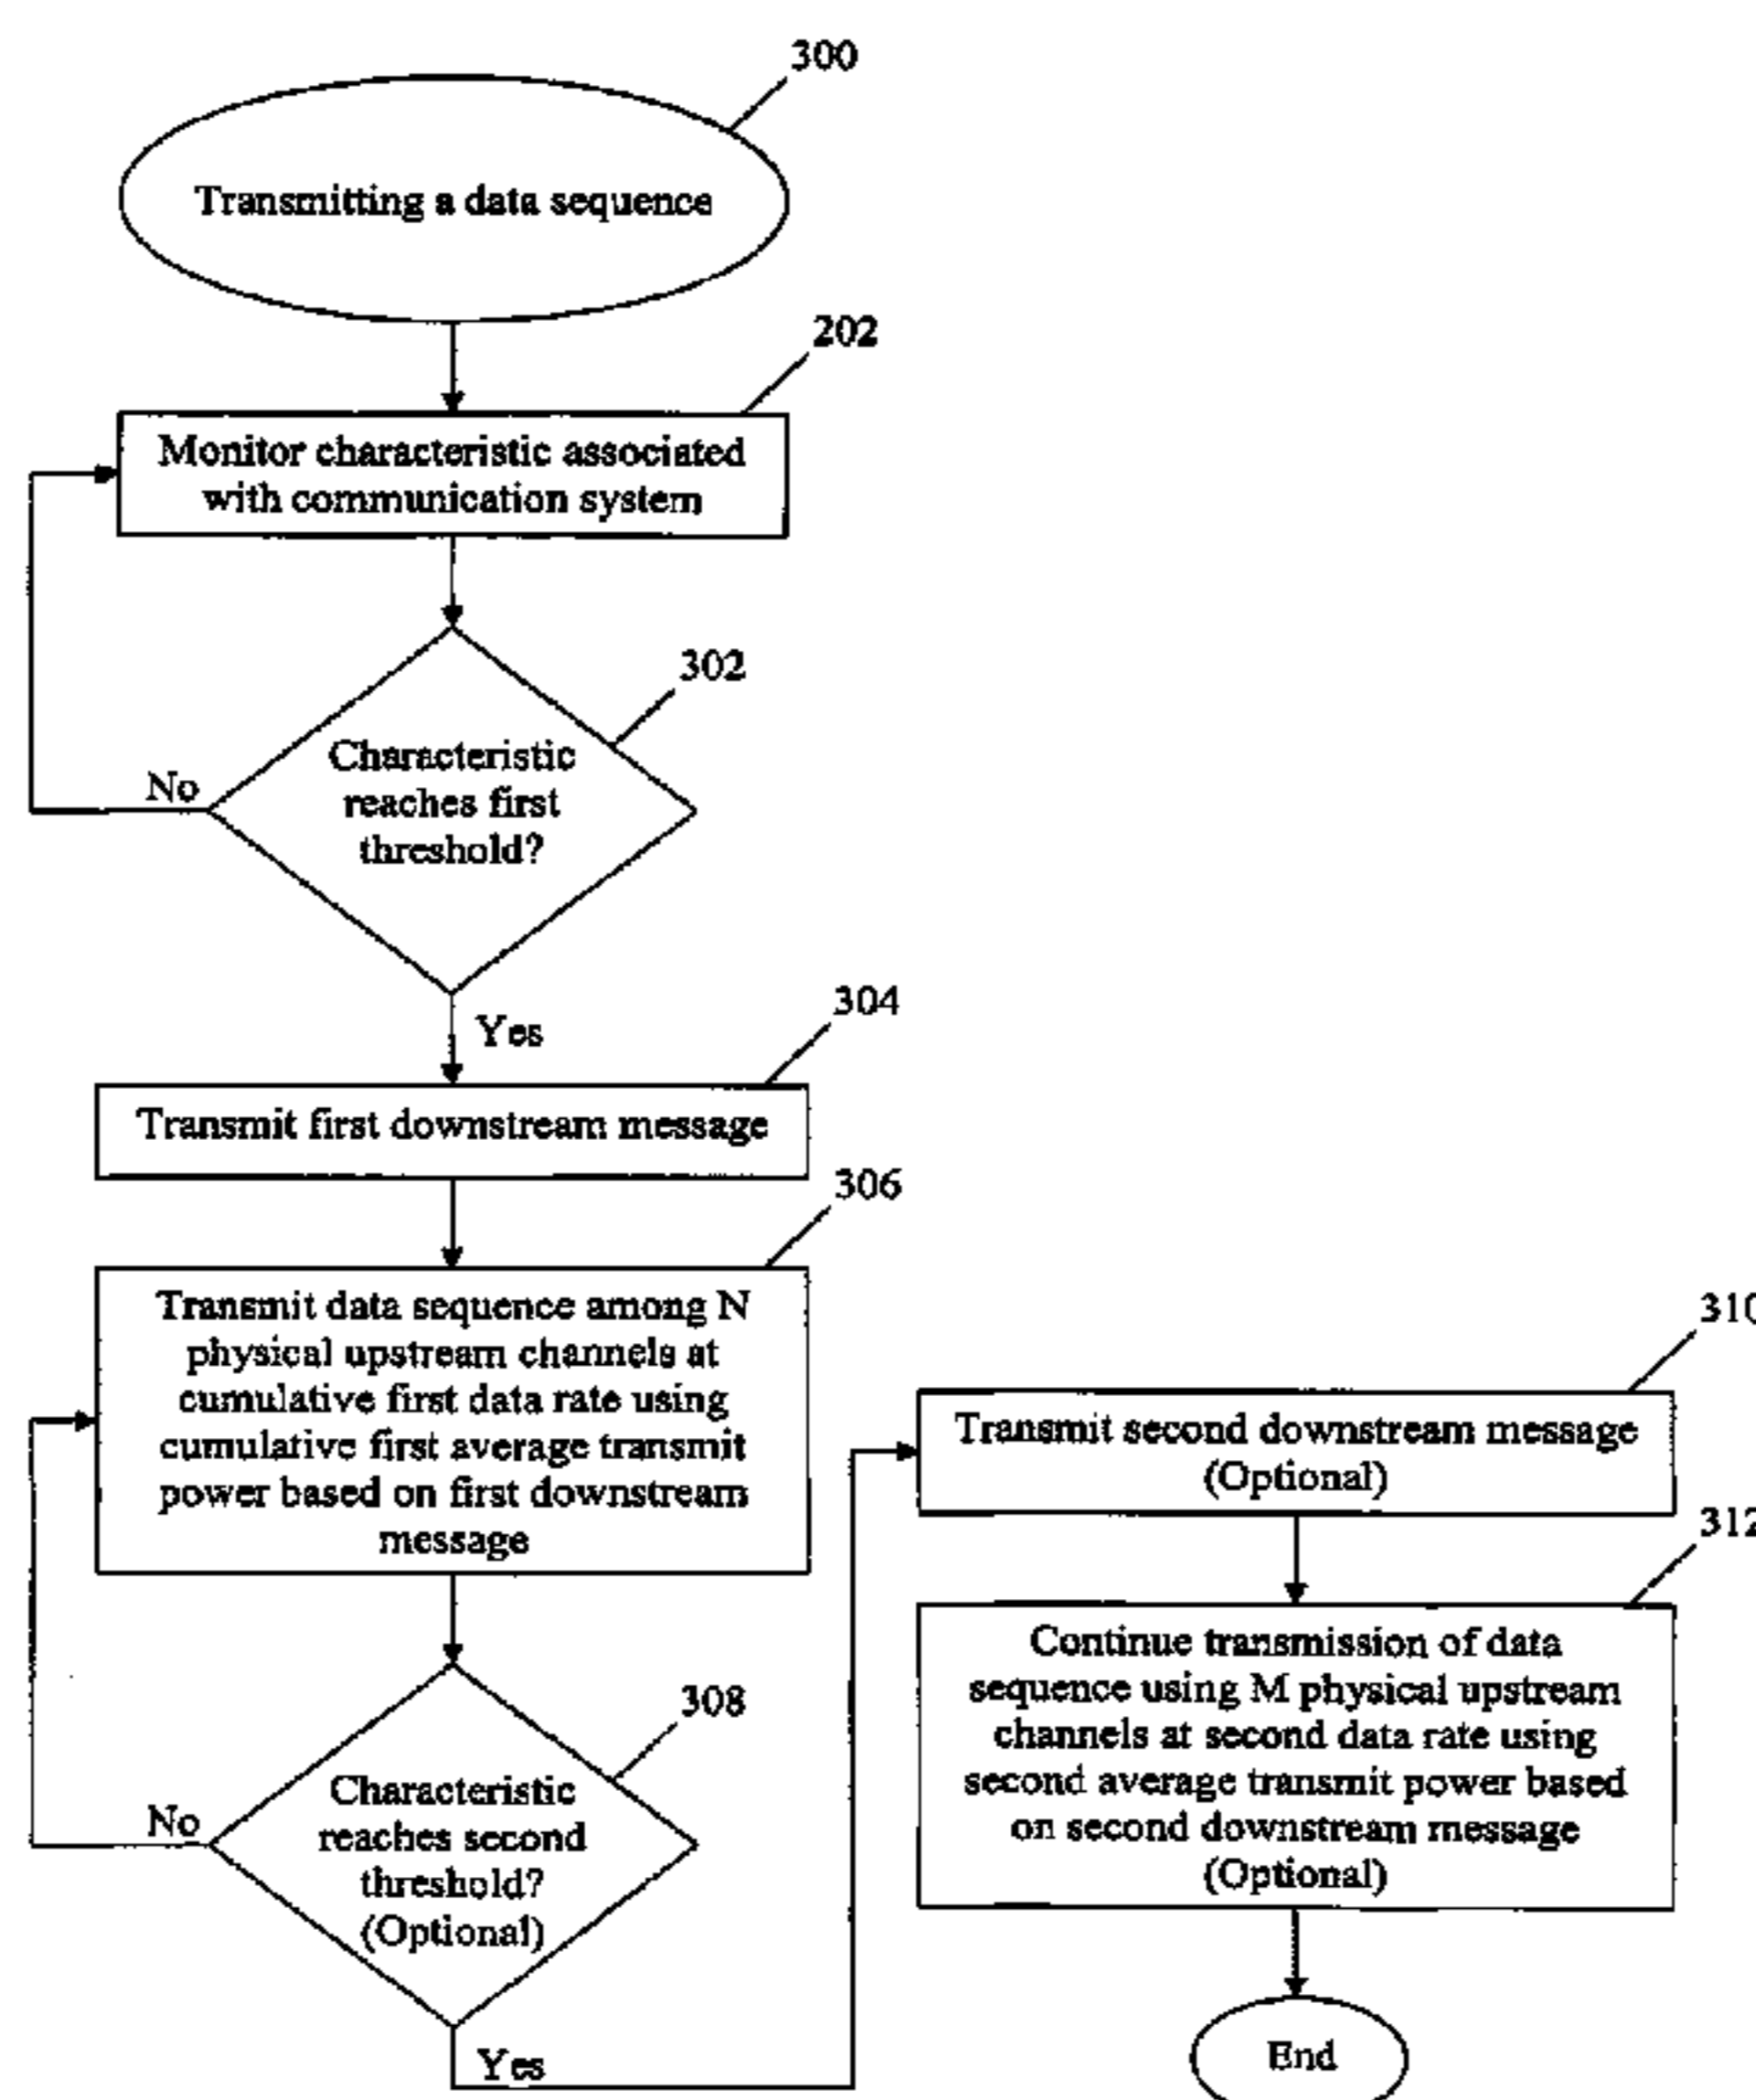 300
Transmitting a data sequence
202
Monitor characteristic associated
with communication system
302
Characteristic
reaches first
threshold?
No
Yes
304
Transmit first downstream message
306
Transmit data sequence among N
physical upstream channels at
cumulative first data rate using
cumulative first average transmit
power based on first downstream
message
308
Characteristic
reaches second
threshold?
(Optional)
No
Yes
310
Transmit second downstream message
(Optional)
312
Continue transmission of data
sequence using M physical upstream
channels at second data rate using
second average transmit power based
on second downstream message
(Optional)
End